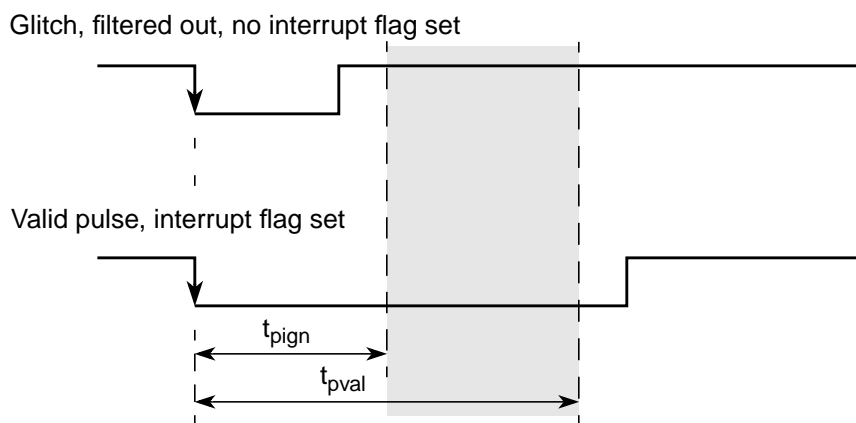 Glitch, filtered out, no interrupt flag set
Valid pulse, interrupt flag set
tpign
tpval